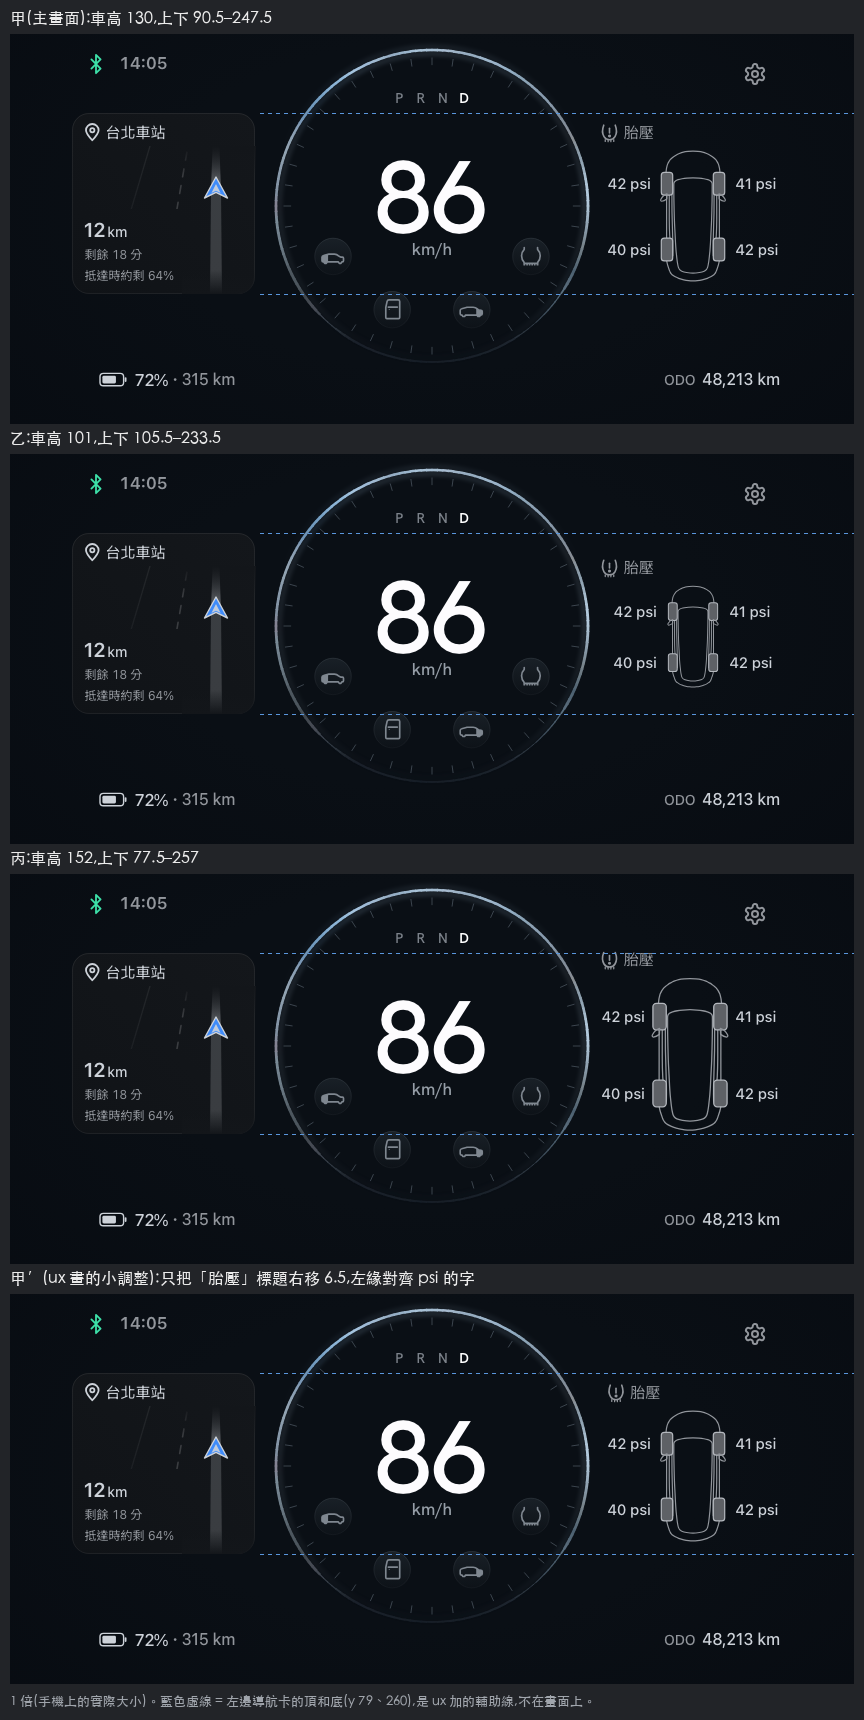 甲(主畫面):車高 130,上下 90.5–247.5
14:05
P R N D
台北車站
胎壓
86
42 psi
41 psi
12 km
km/h
40 psi
42 psi
剩餘 18 分
抵達時約剩 64%
72% · 315 km
ODO 48,213 km
乙:車高 101,上下 105.5–233.5
14:05
P R N D
台北車站
胎壓
86
42 psi
41 psi
12 km
km/h
40 psi
42 psi
剩餘 18 分
抵達時約剩 64%
72% · 315 km
ODO 48,213 km
丙:車高 152,上下 77.5–257
14:05
P R N D
台北車站
胎壓
86
42 psi
41 psi
12 km
km/h
40 psi
42 psi
剩餘 18 分
抵達時約剩 64%
72% · 315 km
ODO 48,213 km
甲′(ux 畫的小調整):只把「胎壓」標題右移 6.5,左緣對齊 psi 的字
14:05
P R N D
台北車站
胎壓
86
42 psi
41 psi
12 km
km/h
40 psi
42 psi
剩餘 18 分
抵達時約剩 64%
72% · 315 km
ODO 48,213 km
1 倍(手機上的實際大小)。藍色虛線 = 左邊導航卡的頂和底(y 79、260),是 ux 加的輔助線,不在畫面上。